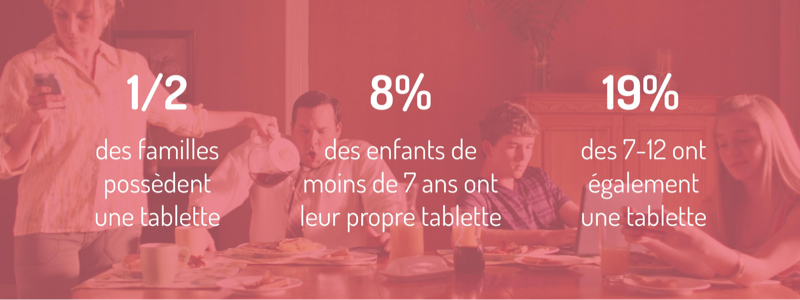 1/2
des familles
possèdent
une tablette
8%
des enfants de
moins de 7 ans ont
leur propre tablette
19%
des 7-12 ont
également
une tablette